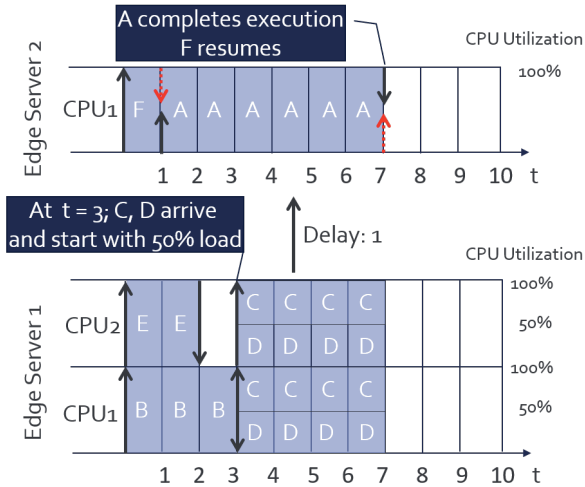 A completes execution
F resumes
CPU Utilization
100%
Edge Server 2
CPU1
F A A A A A A
1 2 3 4 5 6 7 8 9 10 t
At t = 3; C, D arrive
and start with 50% load
Delay: 1
CPU Utilization
100%
Edge Server 1
CPU2
E E C C C C
50%
D D D D
100%
CPU1
B B B C C C C
50%
D D D D
1 2 3 4 5 6 7 8 9 10 t